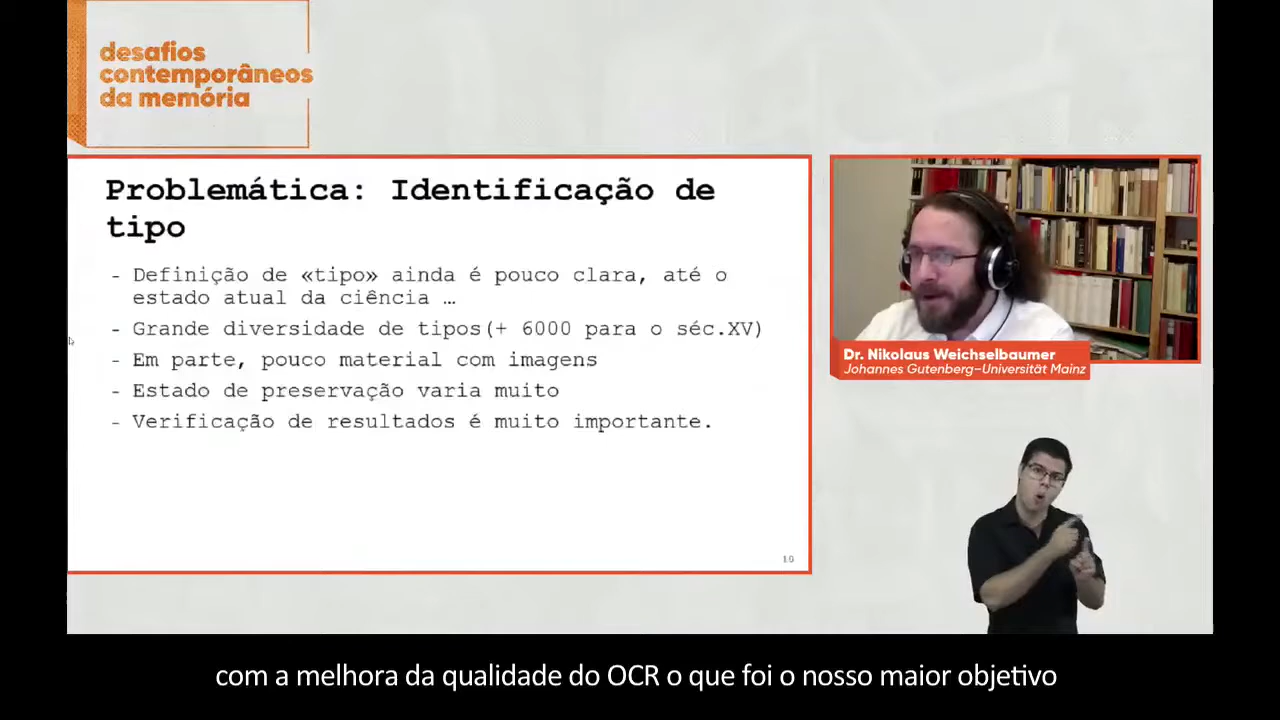 desafios
contemporâneos
da memória
Problemática: Identificação de
tipo
- Definição de «tipo» ainda é pouco clara, até o
estado atual da ciência …
- Grande diversidade de tipos(+ 6000 para o séc.XV)
- Em parte, pouco material com imagens
- Estado de preservação varia muito
- Verificação de resultados é muito importante.
10
Dr. Nikolaus Weichselbaumer
Johannes Gutenberg–Universität Mainz
com a melhora da qualidade do OCR o que foi o nosso maior objetivo